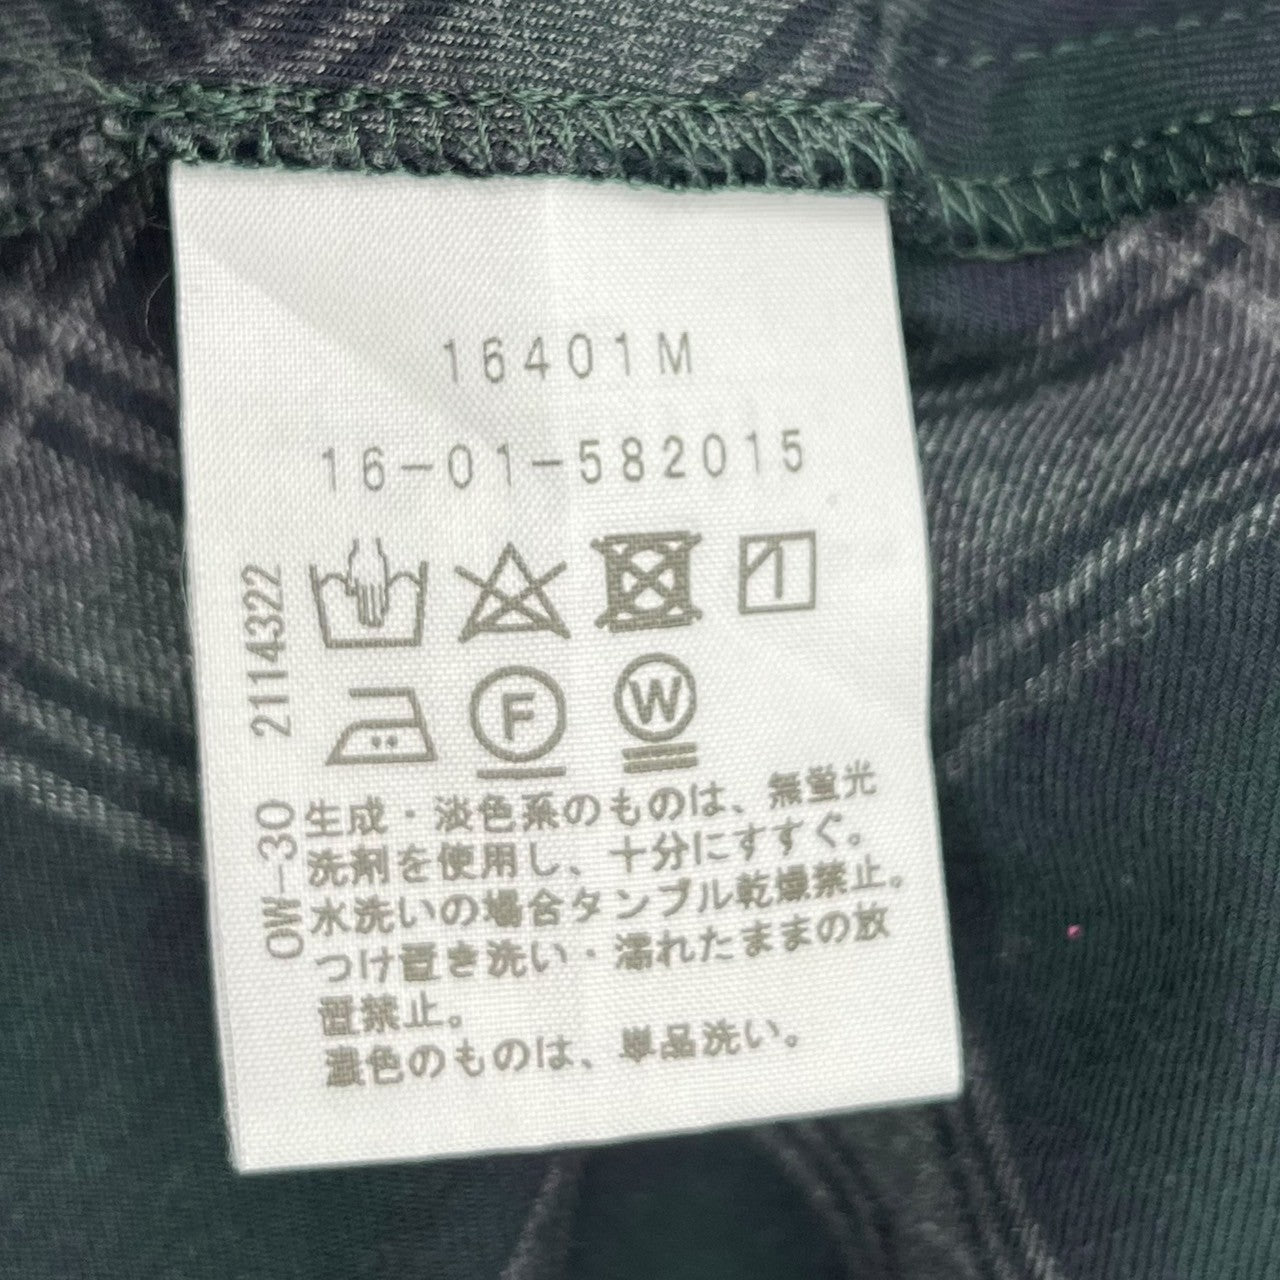 16401M
16-01-582015
F W
生成・淡色系のものは、無蛍光
洗剤を使用し、十分にすすぐ。
水洗いの場合タンブル乾燥禁止。
つけ置き洗い・濡れたままの放
置禁止。
濃色のものは、単品洗い。
OW-30 2114322